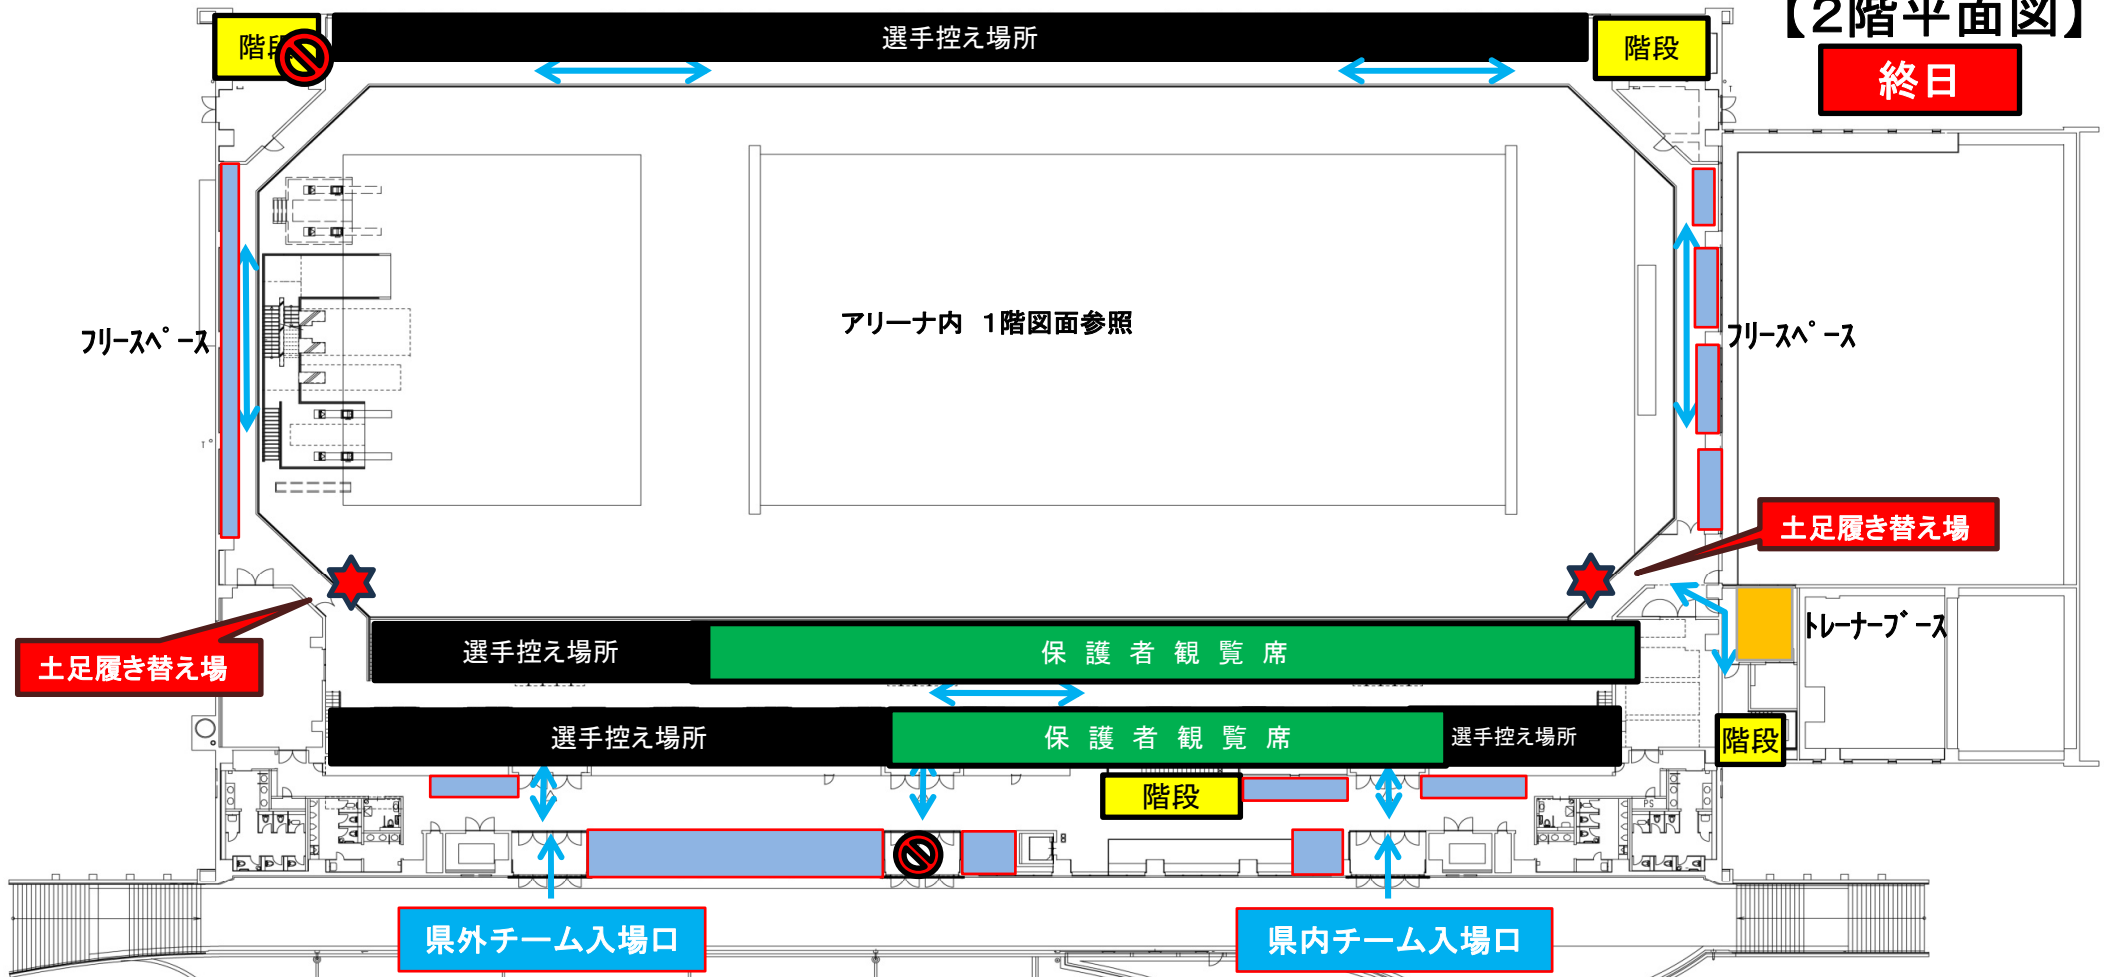 【2階平面図】
終日
階段
選手控え場所
階段
アリーナ内 1階図面参照
フリースペース
フリースペース
土足履き替え場
土足履き替え場
選手控え場所
保護者観覧席
トレーナーブース
選手控え場所
保護者観覧席
選手控え場所
階段
階段
PS
県外チーム入場口
県内チーム入場口